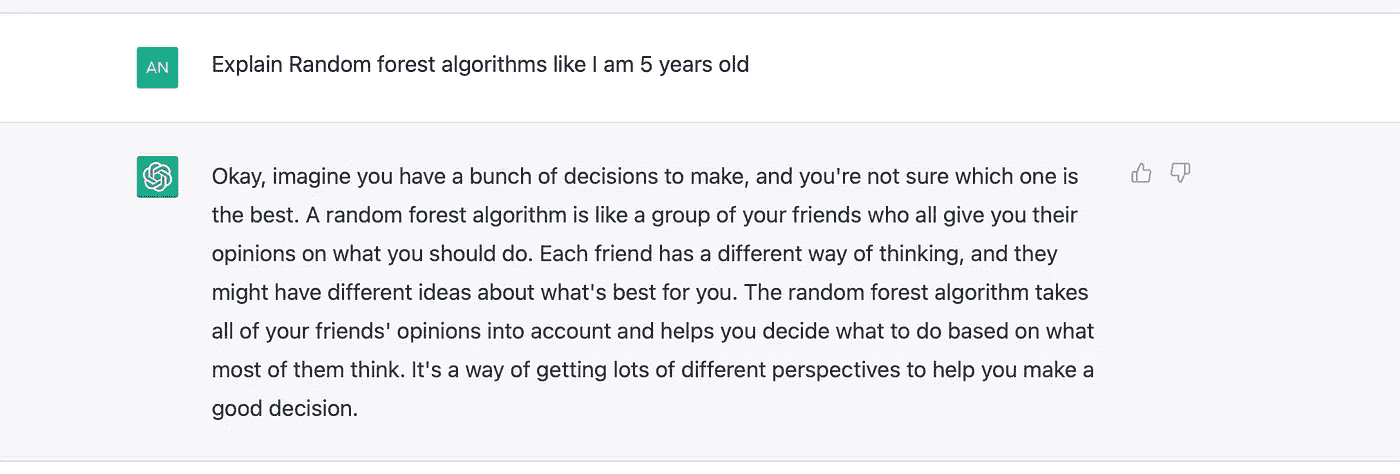 AN
Explain Random forest algorithms like I am 5 years old
Okay, imagine you have a bunch of decisions to make, and you're not sure which one is
the best. A random forest algorithm is like a group of your friends who all give you their
opinions on what you should do. Each friend has a different way of thinking, and they
might have different ideas about what's best for you. The random forest algorithm takes
all of your friends' opinions into account and helps you decide what to do based on what
most of them think. It's a way of getting lots of different perspectives to help you make a
good decision.